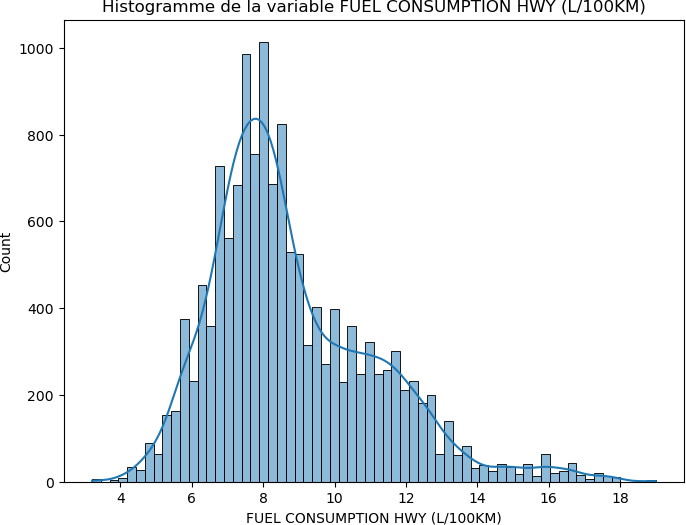 Histogramme de la variable FUEL CONSUMPTION HWY (L/100KM)
1000
800
600
400
200
0
Count
4 6 8 10 12 14 16 18
FUEL CONSUMPTION HWY (L/100KM)